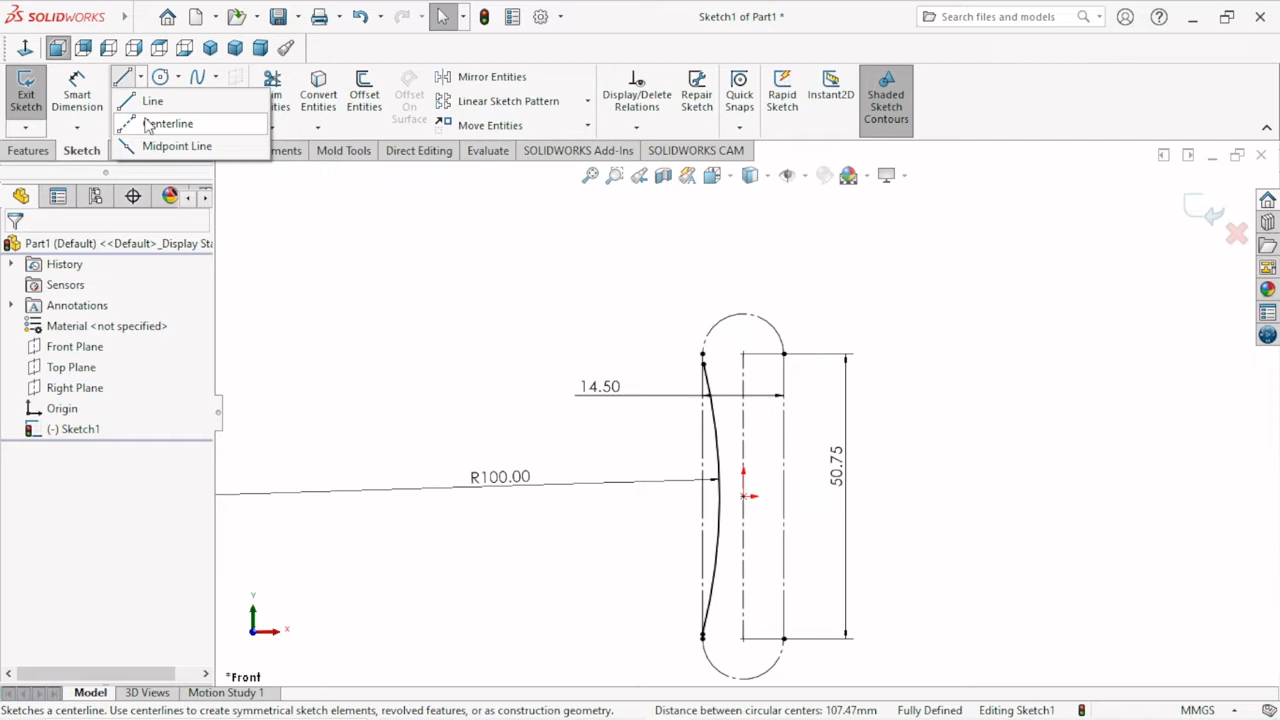 SOLIDWORKS
Sketch1 of Part1 *
Search files and models
Exit Sketch
Smart Dimension
Line
Centerline
Midpoint Line
Convert Entities
Offset Entities
Offset On Surface
Mirror Entities
Linear Sketch Pattern
Move Entities
Display/Delete Relations
Repair Sketch
Quick Snaps
Rapid Sketch
Instant2D
Shaded Sketch Contours
Features
Sketch
Mold Tools
Direct Editing
Evaluate
SOLIDWORKS Add-Ins
SOLIDWORKS CAM
Part1 (Default) <<Default>_Display Sta
History
Sensors
Annotations
Material <not specified>
Front Plane
Top Plane
Right Plane
Origin
(-) Sketch1
14.50
R100.00
50.75
Y
X
*Front
Model
3D Views
Motion Study 1
Sketches a centerline. Use centerlines to create symmetrical sketch elements, revolved features, or as construction geometry.
Distance between circular centers: 107.47mm
Fully Defined
Editing Sketch1
MMGS